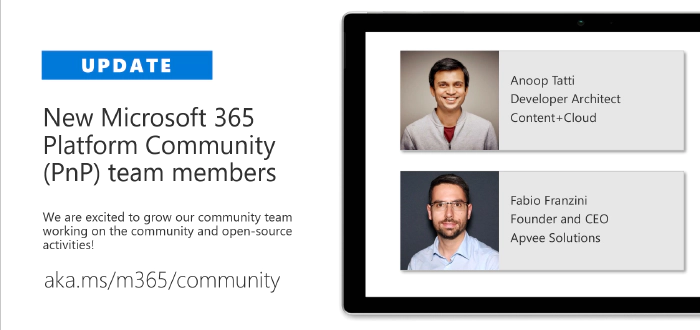 UPDATE
New Microsoft 365
Platform Community
(PnP) team members
We are excited to grow our community team
working on the community and open-source
activities!
aka.ms/m365/community
Anoop Tatti
Developer Architect
Content+Cloud
Fabio Franzini
Founder and CEO
Apvee Solutions